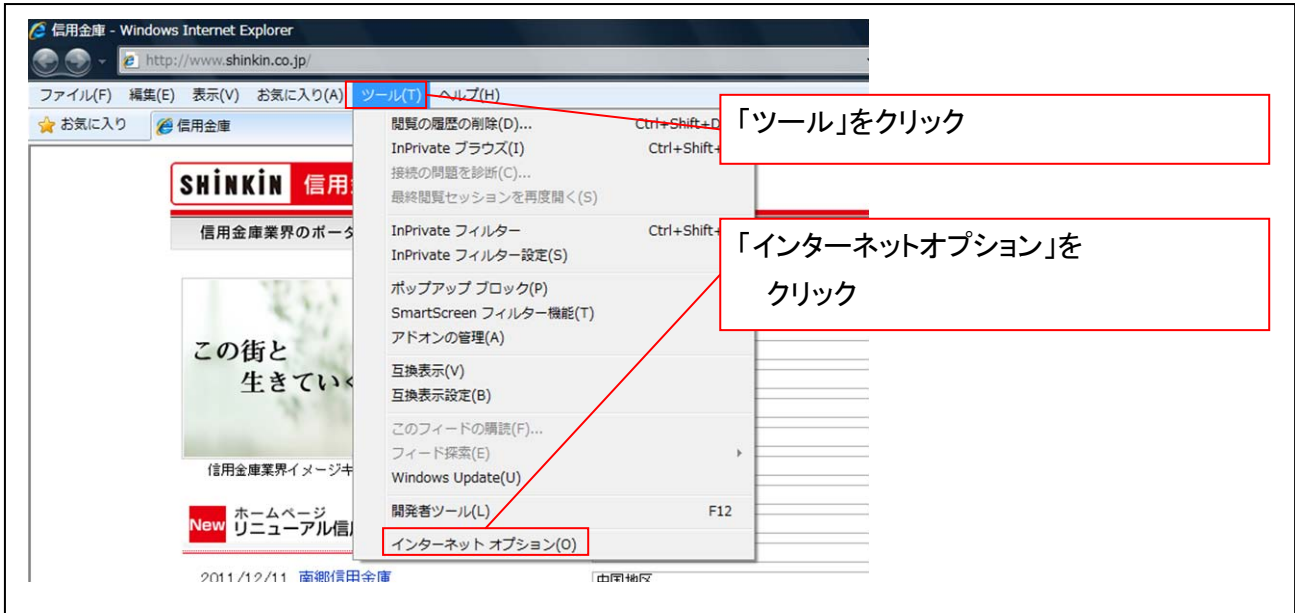 信用金庫 - Windows Internet Explorer
http://www.shinkin.co.jp/
ファイル(F) 編集(E) 表示(V) お気に入り(A) ツール(T) ヘルプ(H)
お気に入り 信用金庫
「ツール」をクリック
閲覧の履歴の削除(D)... Ctrl+Shift+D
InPrivate ブラウズ(I) Ctrl+Shift+
接続の問題を診断(C)...
最終閲覧セッションを再度開く(S)
InPrivate フィルター Ctrl+Shift+
InPrivate フィルター設定(S)
ポップアップ ブロック(P)
SmartScreen フィルター機能(T)
アドオンの管理(A)
互換表示(V)
互換表示設定(B)
このフィードの購読(F)...
フィード探索(E)
Windows Update(U)
開発者ツール(L) F12
インターネット オプション(O)
「インターネットオプション」を
クリック
SHINKIN 信用
信用金庫業界のポータ
この街と
生きてい
信用金庫業界イメージキ
New ホームページ
リニューアル信
2011/12/11 南郷信用金庫
中国地区